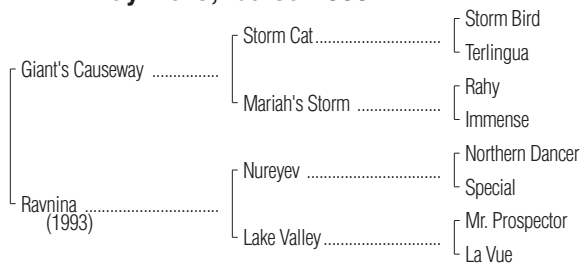 Storm Bird
Storm Cat
Terlingua
Giant's Causeway
Rahy
Mariah's Storm
Immense
Northern Dancer
Nureyev
Special
Ravnina
(1993)
Mr. Prospector
Lake Valley
La Vue